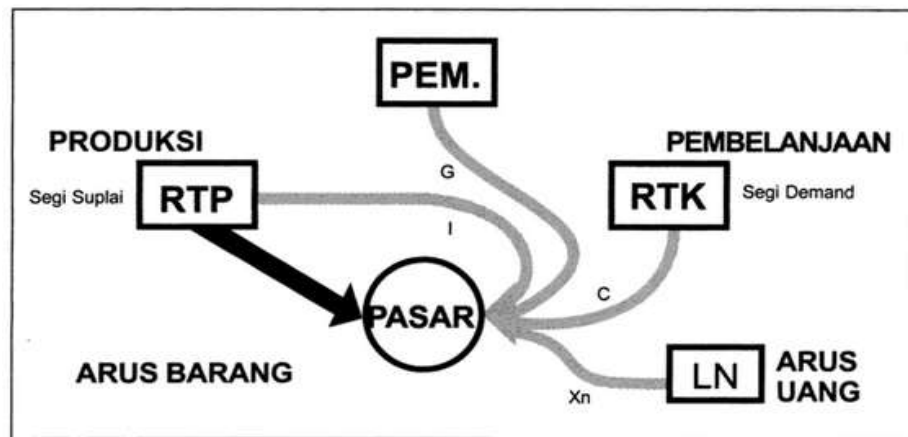 PEM.
PRODUKSI
PEMBELANJAAN
Segi Suplai
RTP
G
RTK
Segi Demand
I
C
PASAR
ARUS BARANG
Xn
LN
ARUS
UANG